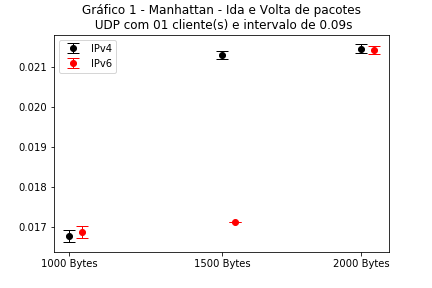 Gráfico 1 - Manhattan - Ida e Volta de pacotes
UDP com 01 cliente(s) e intervalo de 0.09s
IPv4
IPv6
0.021
0.020
0.019
0.018
0.017
1000 Bytes 1500 Bytes 2000 Bytes